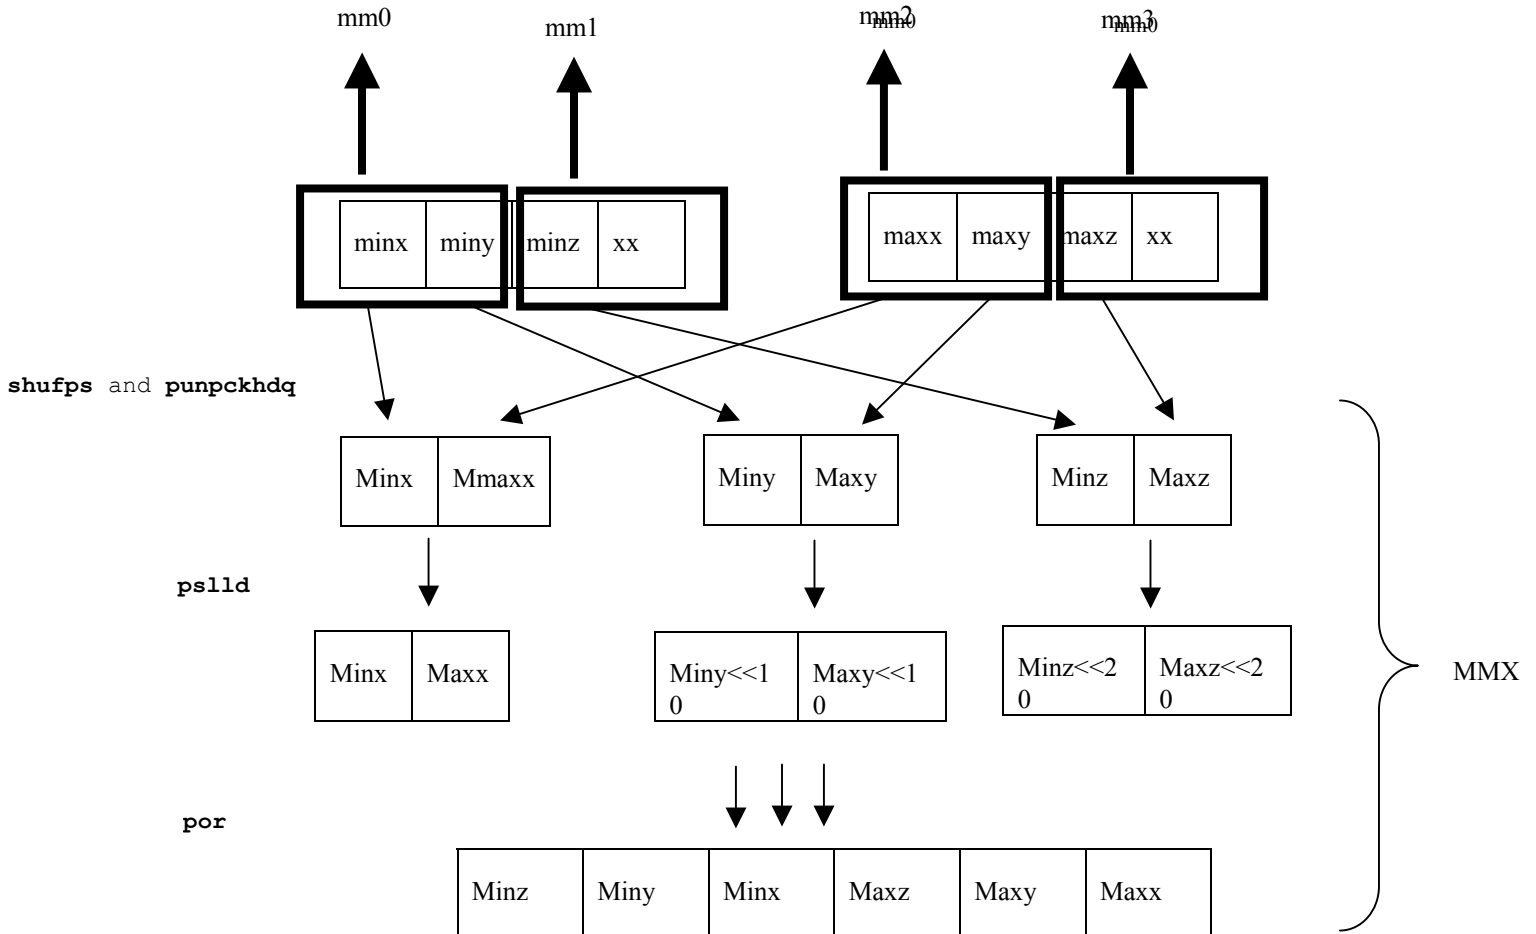 mm0
mm1
mm2
mm0
mm3
mm0
minx miny minz xx
maxx maxy maxz xx
shufps and punpckhdq
Minx Mmaxx
Miny Maxy
Minz Maxz
pslld
Minx Maxx
Miny<<1
0
Maxy<<1
0
Minz<<2
0
Maxz<<2
0
MMX
por
Minz Miny Minx Maxz Maxy Maxx